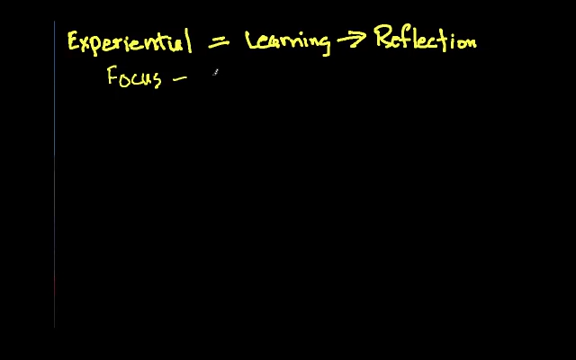 Experiential = Learning → Reflection
Focus -